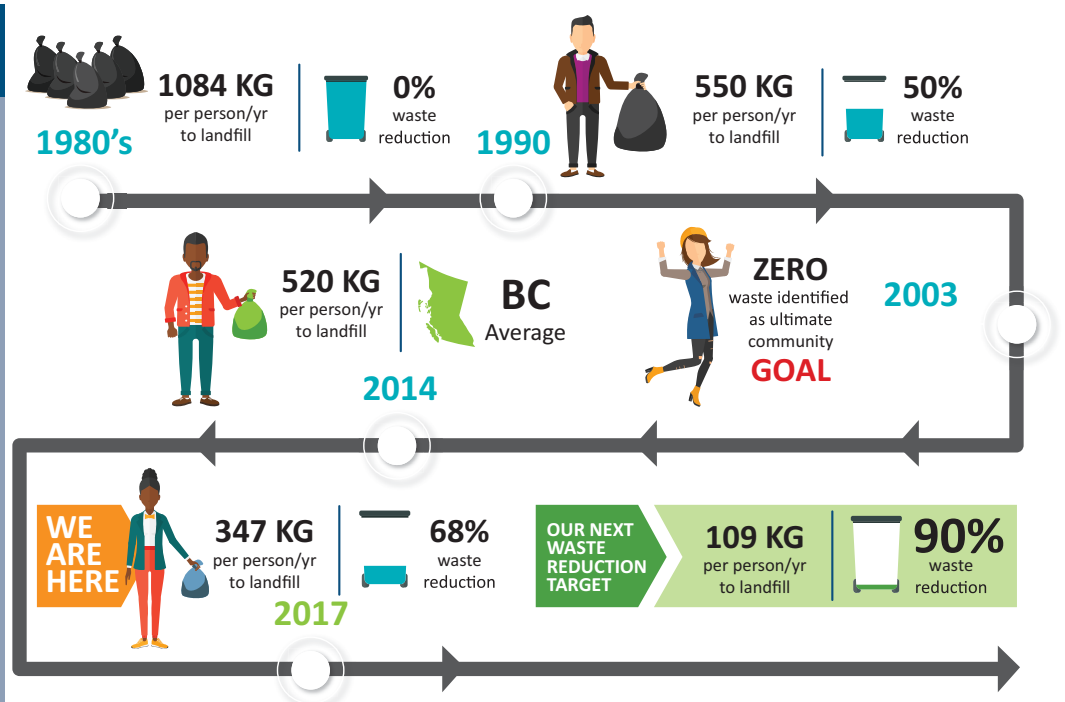 1084 KG
per person/yr
to landfill
0%
waste
reduction
1980’s
550 KG
per person/yr
to landfill
50%
waste
reduction
1990
ZERO
waste identified
as ultimate
community
GOAL
2003
520 KG
per person/yr
to landfill
BC
Average
2014
WE
ARE
HERE
347 KG
per person/yr
to landfill
68%
waste
reduction
2017
OUR NEXT
WASTE
REDUCTION
TARGET
109 KG
per person/yr
to landfill
90%
waste
reduction